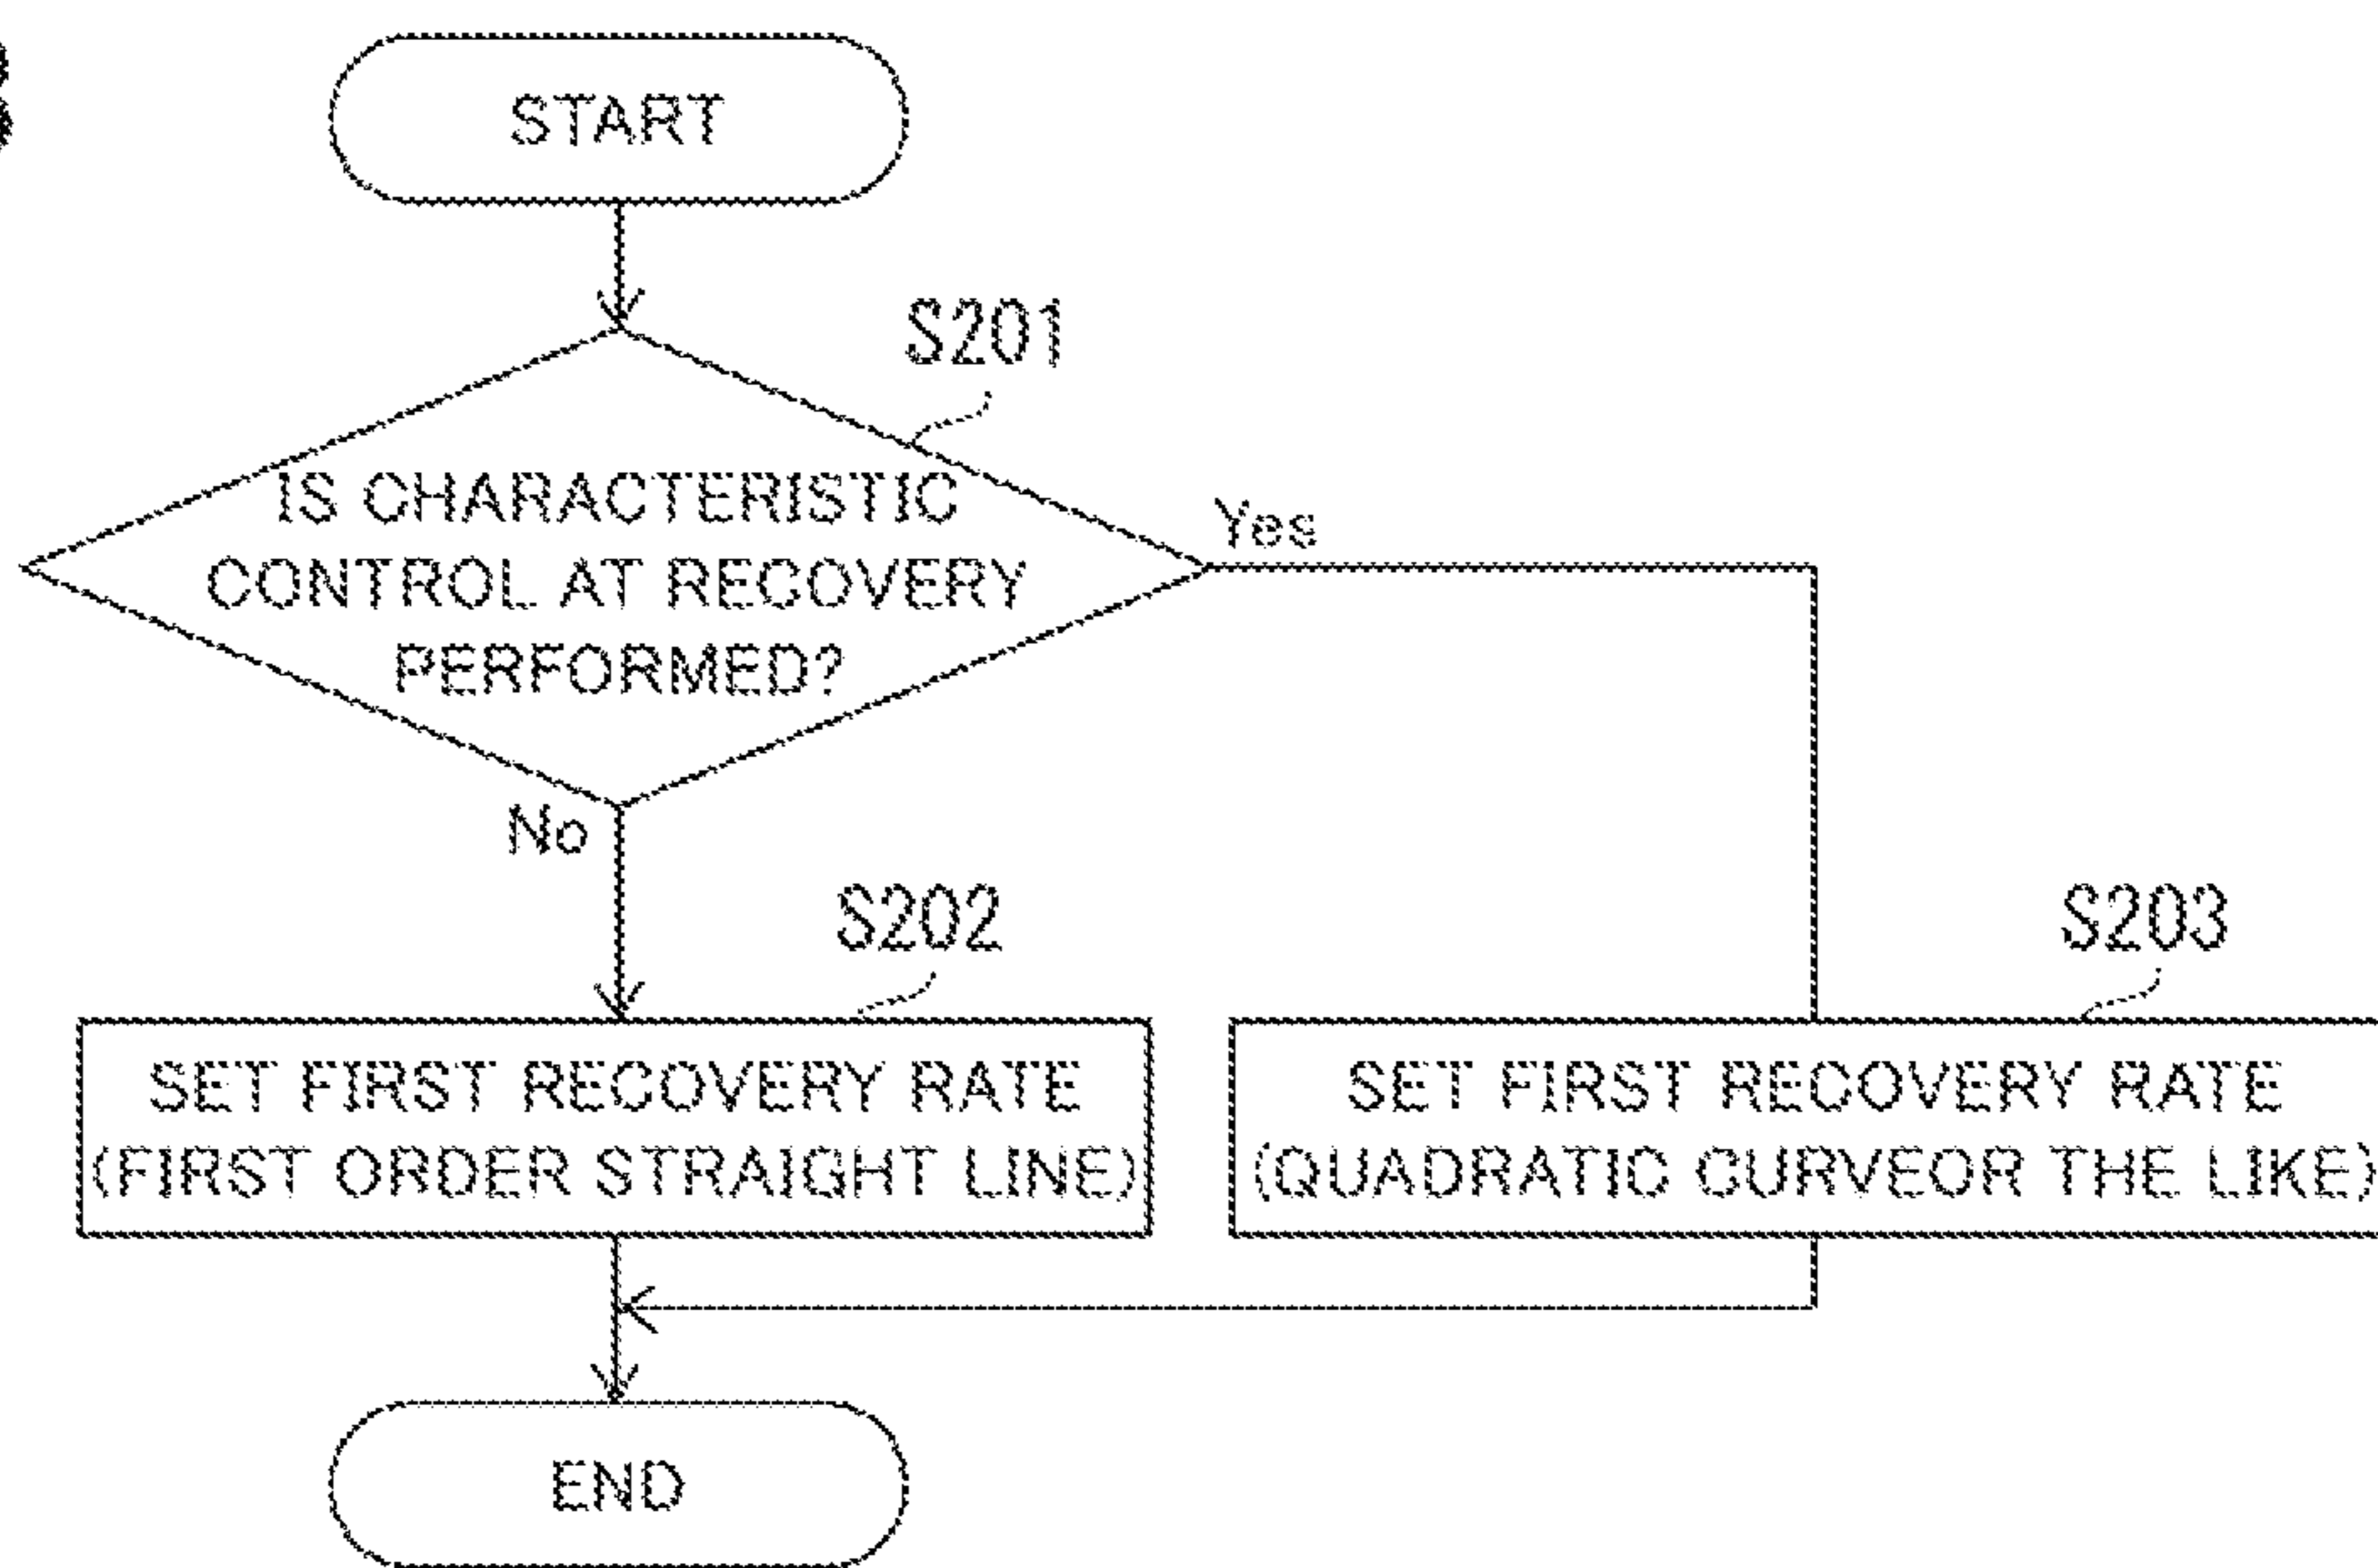 START
S201
IS CHARACTERISTIC
CONTROL AT RECOVERY
PERFORMED?
Yes
No
S202
S203
SET FIRST RECOVERY RATE
(FIRST ORDER STRAIGHT LINE)
SET FIRST RECOVERY RATE
(QUADRATIC CURVEOR THE LIKE)
END